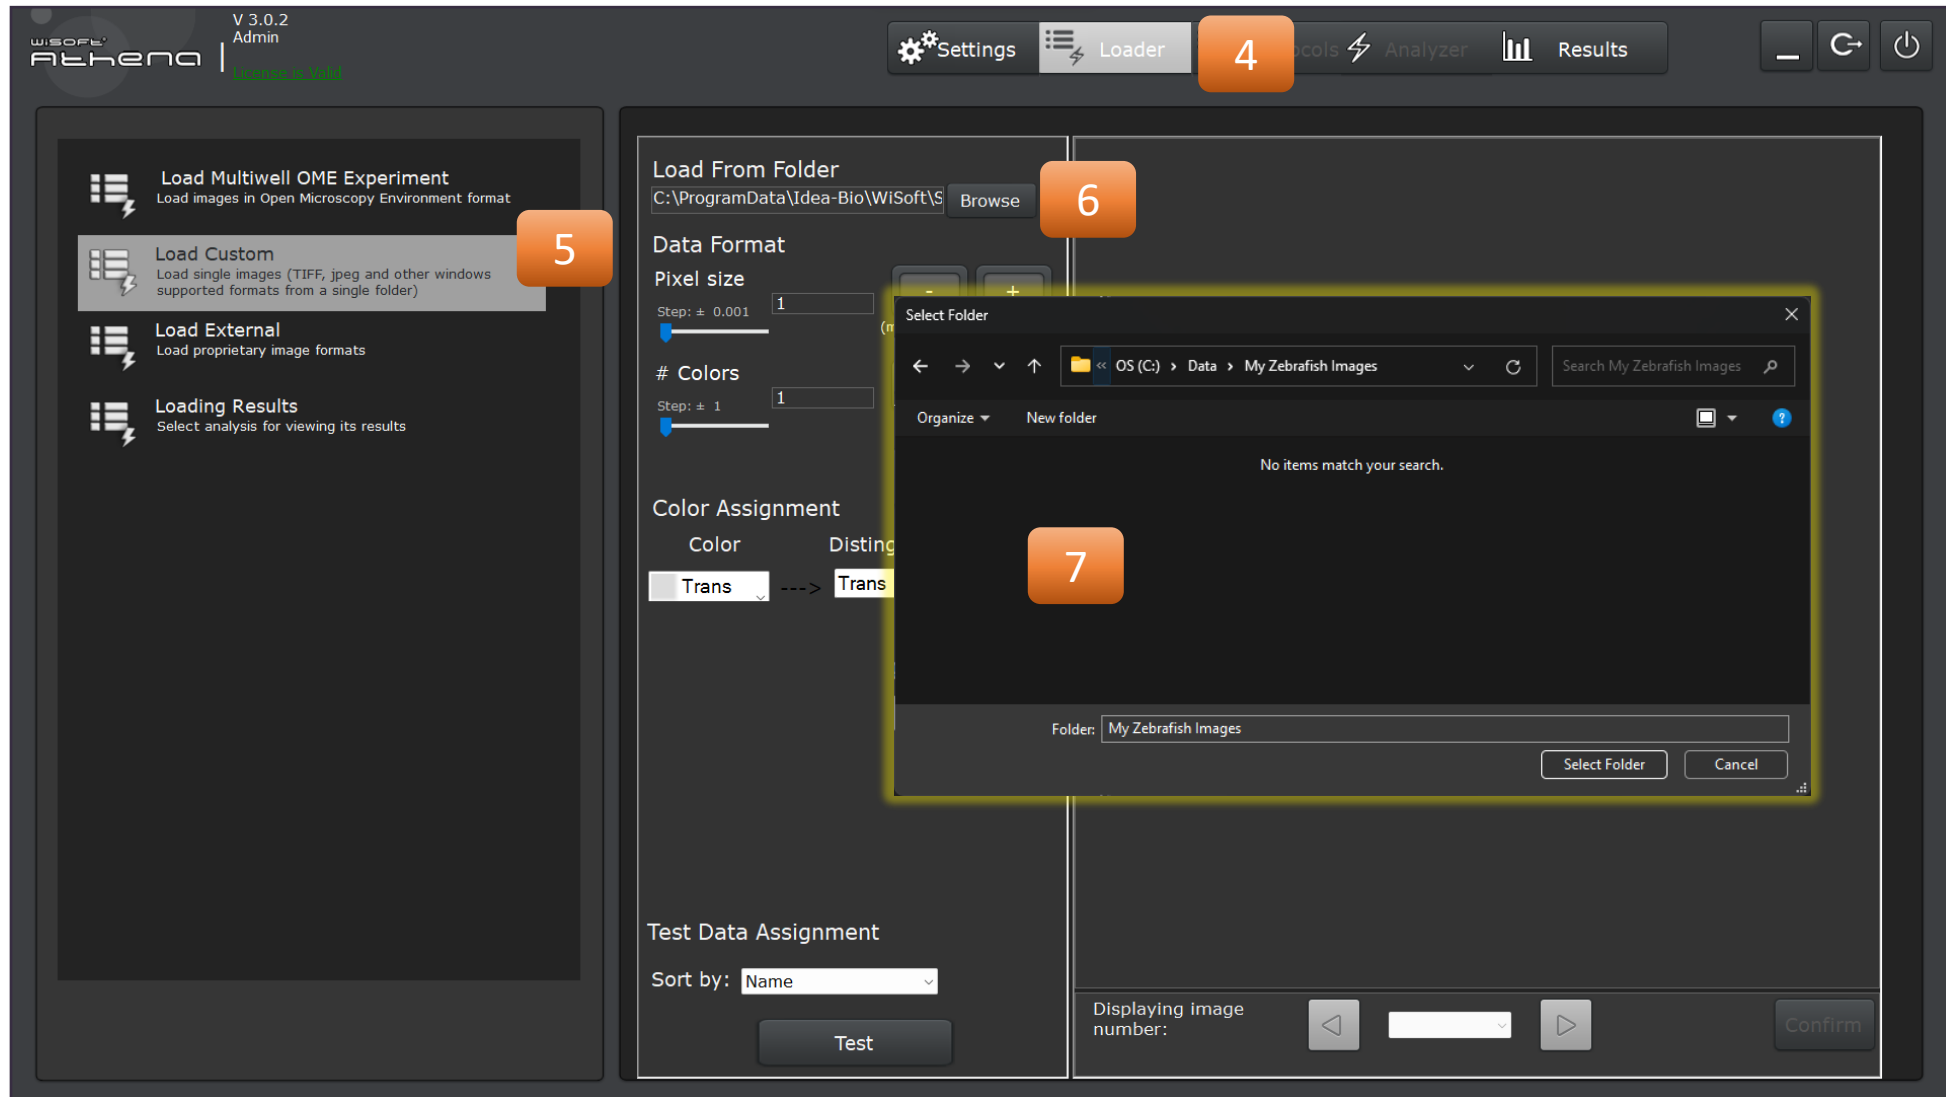 V 3.0.2
Admin
WiSOFT®
Athena
License is Valid
Settings
Loader
4
ocols
Analyzer
Results
Load Multiwell OME Experiment
Load images in Open Microscopy Environment format
5
Load Custom
Load single images (TIFF, jpeg and other windows
supported formats from a single folder)
Load External
Load proprietary image formats
Loading Results
Select analysis for viewing its results
Load From Folder
C:\ProgramData\Idea-Bio\WiSoft\S
Browse
6
Data Format
Pixel size
Step: ± 0.001
1
- +
(m
# Colors
Step: ± 1
1
Color Assignment
Color
Disting
Trans
--->
Trans
Select Folder
« OS (C:) › Data › My Zebrafish Images
Search My Zebrafish Images
Organize
New folder
?
No items match your search.
7
Folder: My Zebrafish Images
Select Folder
Cancel
Test Data Assignment
Sort by: Name
Test
Displaying image
number:
Confirm